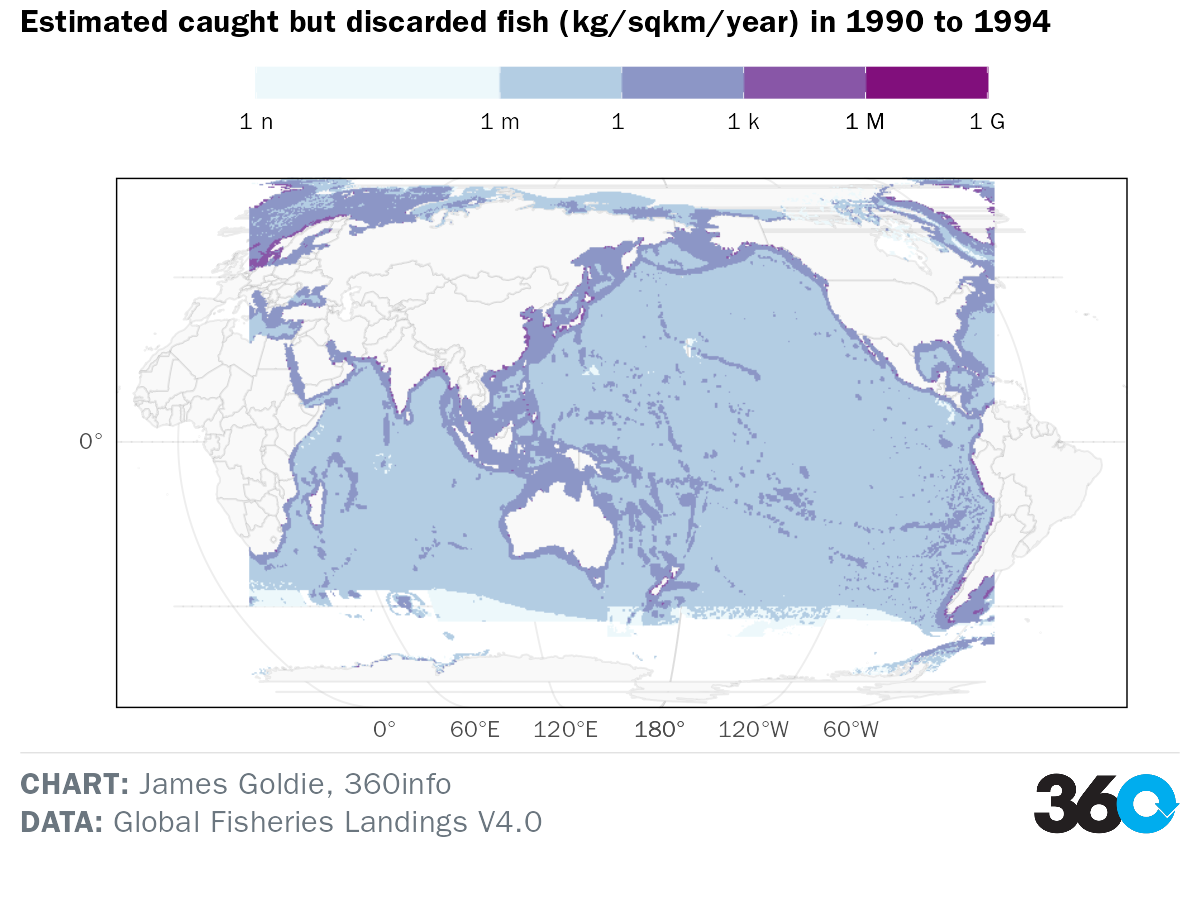 Estimated caught but discarded fish (kg/sqkm/year) in 1990 to 1994
1 n 1 m 1 1 k 1 M 1 G
0°
0° 60°E 120°E 180° 120°W 60°W
CHART: James Goldie, 360info
DATA: Global Fisheries Landings V4.0
360